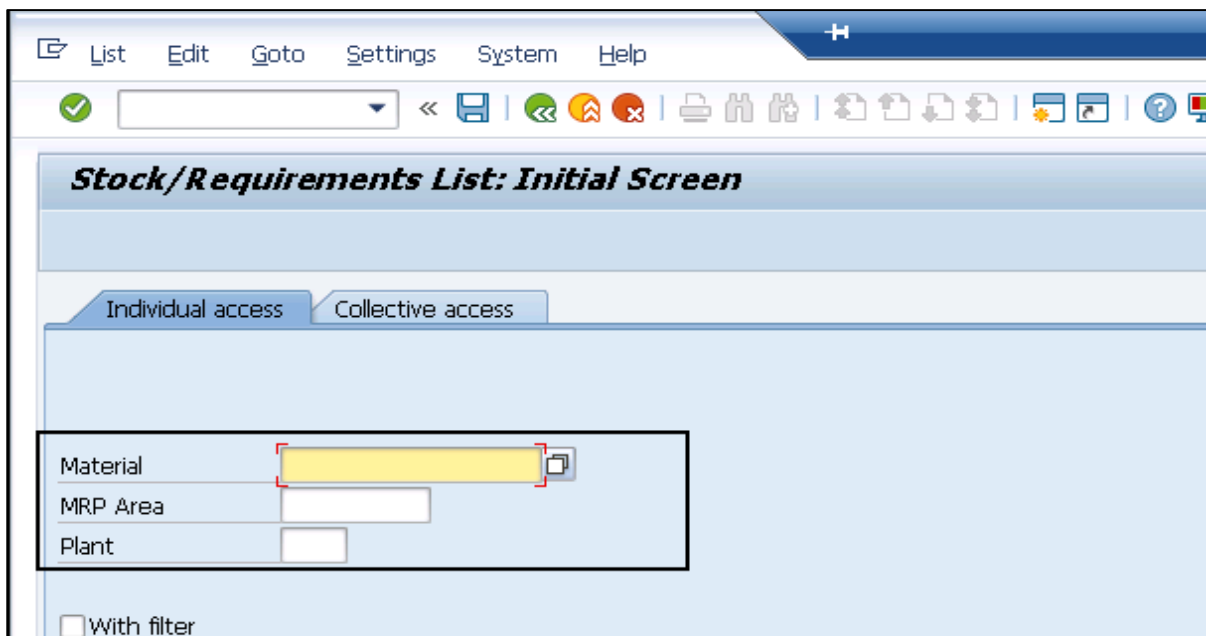 List Edit Goto Settings System Help
Stock/Requirements List: Initial Screen
Individual access Collective access
Material
MRP Area
Plant
With filter